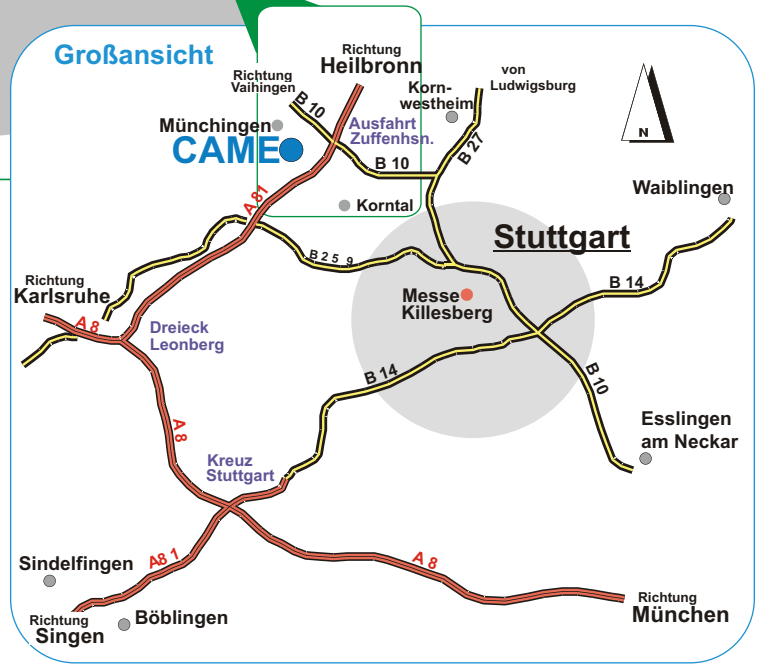 Großansicht
Richtung
Heilbronn
Richtung
Vaihingen
B 10
Korn-
westheim
von
Ludwigsburg
Münchingen
CAME
Ausfahrt
Zuffenhsn.
B 10
B 27
N
Waiblingen
A 81
Korntal
Stuttgart
B 2 5 9
Richtung
Karlsruhe
A 8
Messe
Killesberg
B 14
Dreieck
Leonberg
B 14
B 10
Esslingen
am Neckar
A 8
Kreuz
Stuttgart
Sindelfingen
A8 1
A 8
Richtung
Singen
Böblingen
Richtung
München